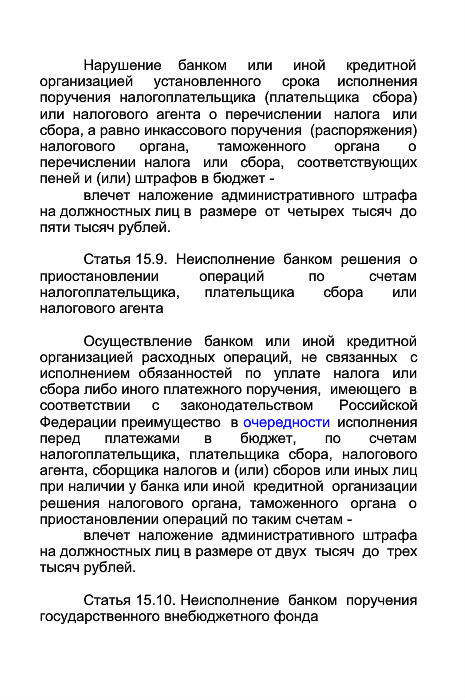 Нарушение банком или иной кредитной
организацией установленного срока исполнения
поручения налогоплательщика (плательщика сбора)
или налогового агента о перечислении налога или
сбора, а равно инкассового поручения (распоряжения)
налогового органа, таможенного органа о
перечислении налога или сбора, соответствующих
пеней и (или) штрафов в бюджет -
влечет наложение административного штрафа
на должностных лиц в размере от четырех тысяч до
пяти тысяч рублей.
Статья 15.9. Неисполнение банком решения о
приостановлении операций по счетам
налогоплательщика, плательщика сбора или
налогового агента
Осуществление банком или иной кредитной
организацией расходных операций, не связанных с
исполнением обязанностей по уплате налога или
сбора либо иного платежного поручения, имеющего в
соответствии с законодательством Российской
Федерации преимущество в очередности исполнения
перед платежами в бюджет, по счетам
налогоплательщика, плательщика сбора, налогового
агента, сборщика налогов и (или) сборов или иных лиц
при наличии у банка или иной кредитной организации
решения налогового органа, таможенного органа о
приостановлении операций по таким счетам -
влечет наложение административного штрафа
на должностных лиц в размере от двух тысяч до трех
тысяч рублей.
Статья 15.10. Неисполнение банком поручения
государственного внебюджетного фонда